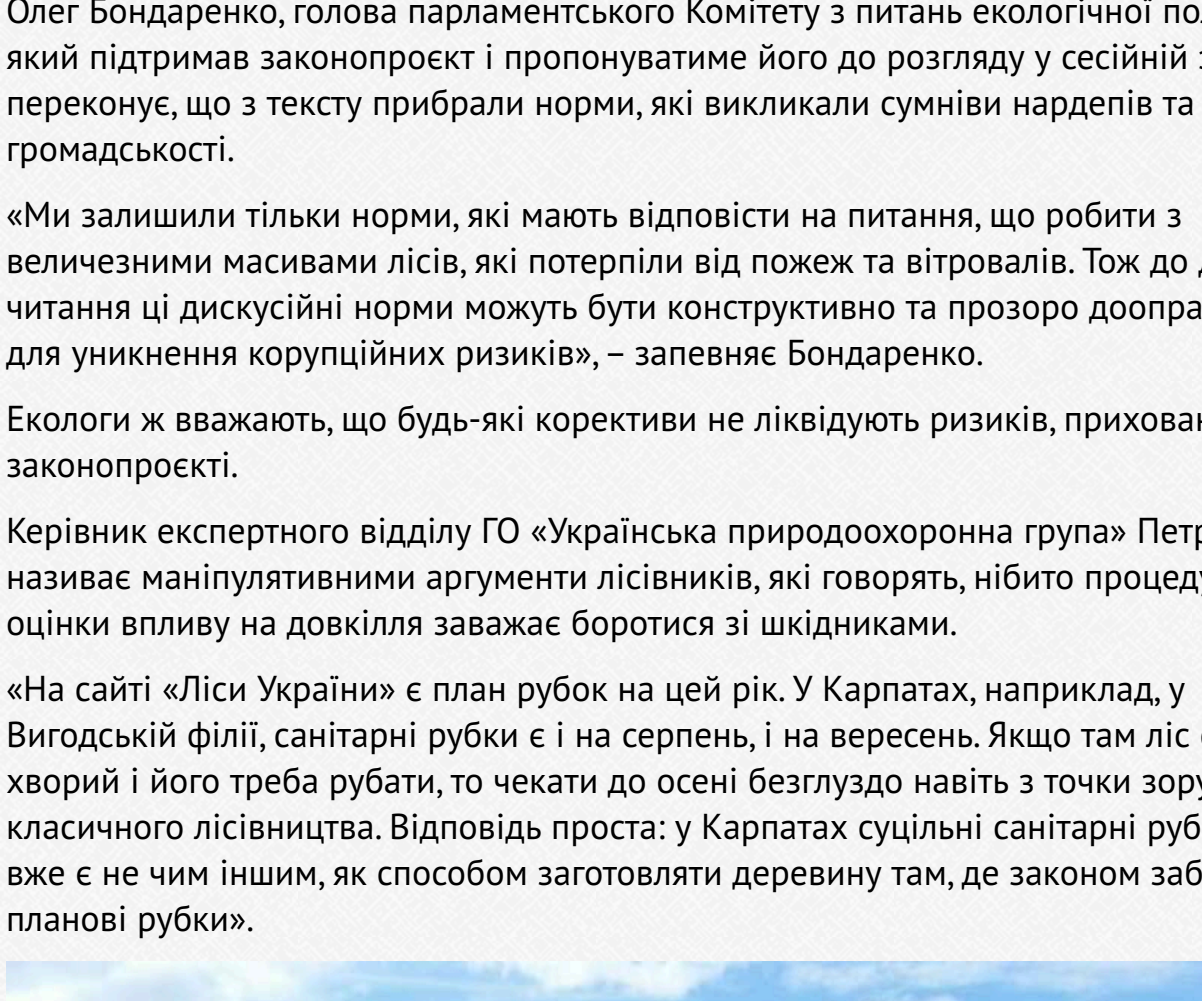 Олег Бондаренко, голова парламентського Комітету з питань екологічної
який підтримав законопроєкт і пропонуватиме його до розгляду у сесійній
переконує, що з тексту прибрали норми, які викликали сумніви нардепів та
громадськості.
«Ми залишили тільки норми, які мають відповісти на питання, що робити з
величезними масивами лісів, які потерпіли від пожеж та вітровалів. Тож до
читання ці дискусійні норми можуть бути конструктивно та прозоро
для уникнення корупційних ризиків», – запевняє Бондаренко.
Екологи ж вважають, що будь-які корективи не ліквідують ризиків,
законопроєкті.
Керівник експертного відділу ГО «Українська природоохоронна група»
називає маніпулятивними аргументи лісівників, які говорять, нібито
оцінки впливу на довкілля заважає боротися зі шкідниками.
«На сайті «Ліси України» є план рубок на цей рік. У Карпатах, наприклад, у
Вигодській філії, санітарні рубки є і на серпень, і на вересень. Якщо там ліс
хворий і його треба рубати, то чекати до осені безглуздо навіть з точки зору
класичного лісівництва. Відповідь проста: у Карпатах суцільні санітарні
вже є не чим іншим, як способом заготовляти деревину там, де законом
планові рубки».